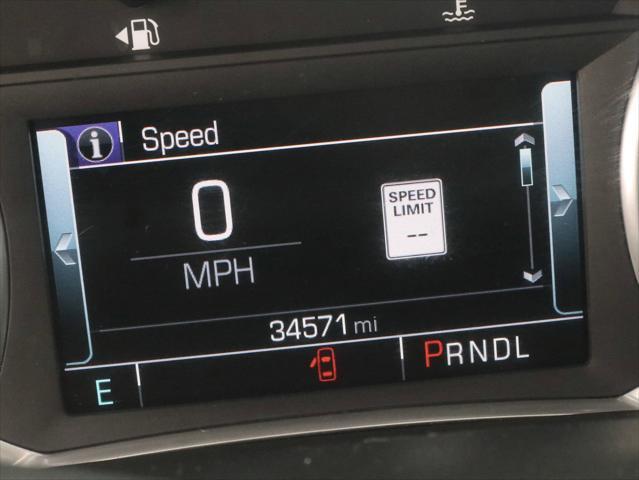 Speed
0
MPH
SPEED
LIMIT
--
34571 mi
E
PRNDL